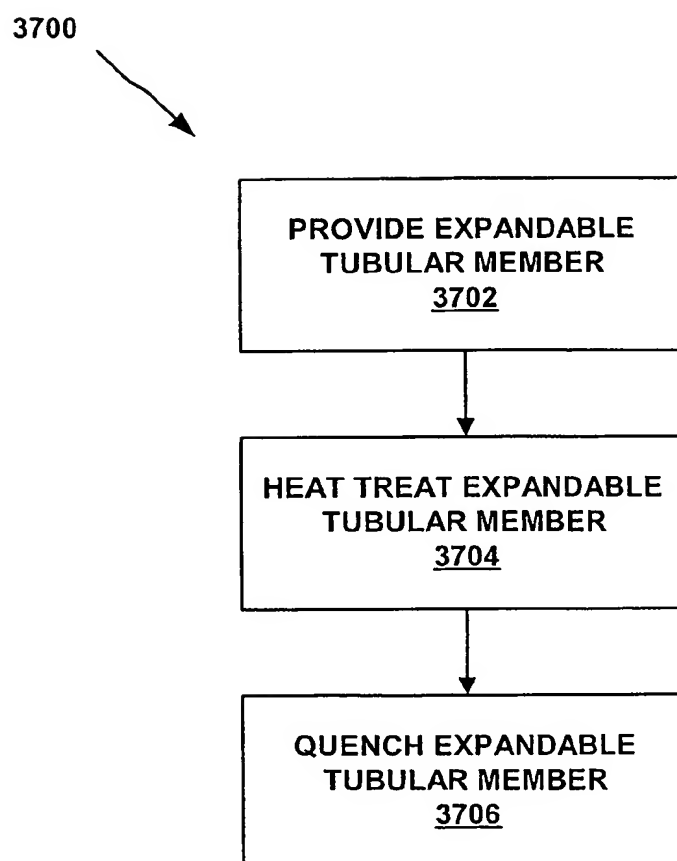 3700
PROVIDE EXPANDABLE
TUBULAR MEMBER
3702
HEAT TREAT EXPANDABLE
TUBULAR MEMBER
3704
QUENCH EXPANDABLE
TUBULAR MEMBER
3706